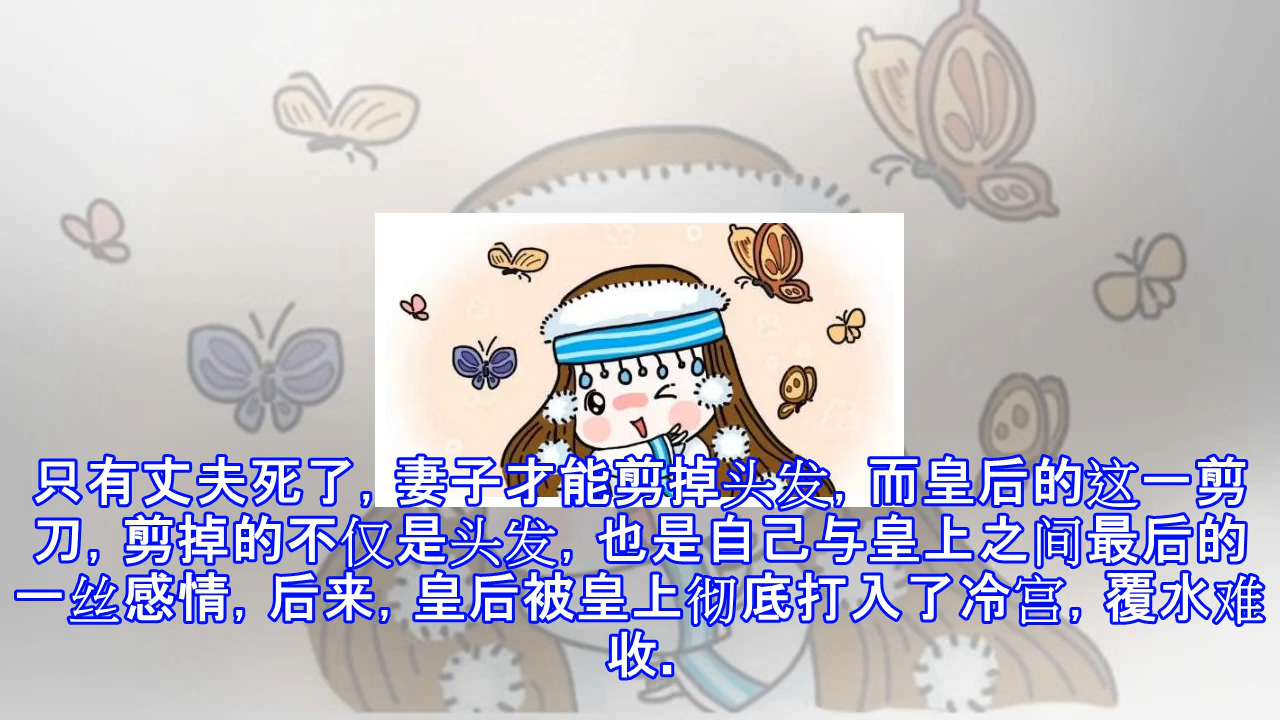 只有丈夫死了, 妻子才能剪掉头发, 而皇后的这一剪
刀, 剪掉的不仅是头发, 也是自己与皇上之间最后的
一丝感情, 后来, 皇后被皇上彻底打入了冷宫, 覆水难
收.